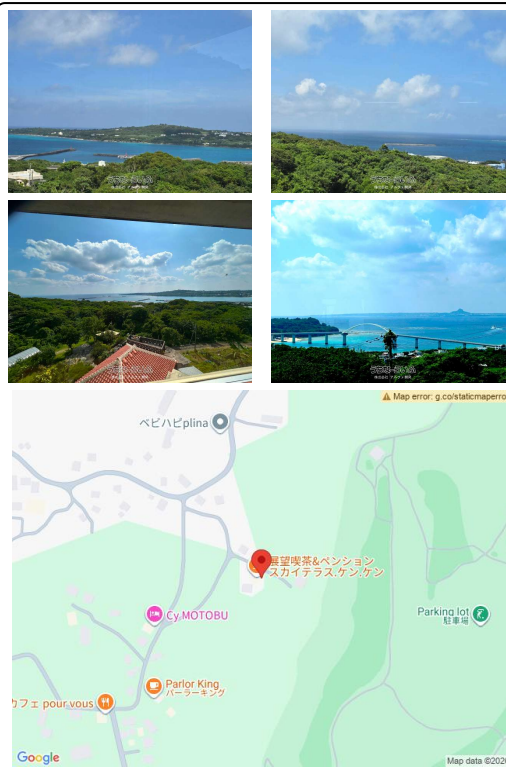 ⚠ Map error: g.co/staticmaperro
ベビハピplina
展望喫茶&ペンション
スカイテラス.ケン.ケン
Cy.MOTOBU
Parking lot
駐車場
Parlor King
パーラーキング
カフェ pour vous
Google
Map data ©2026